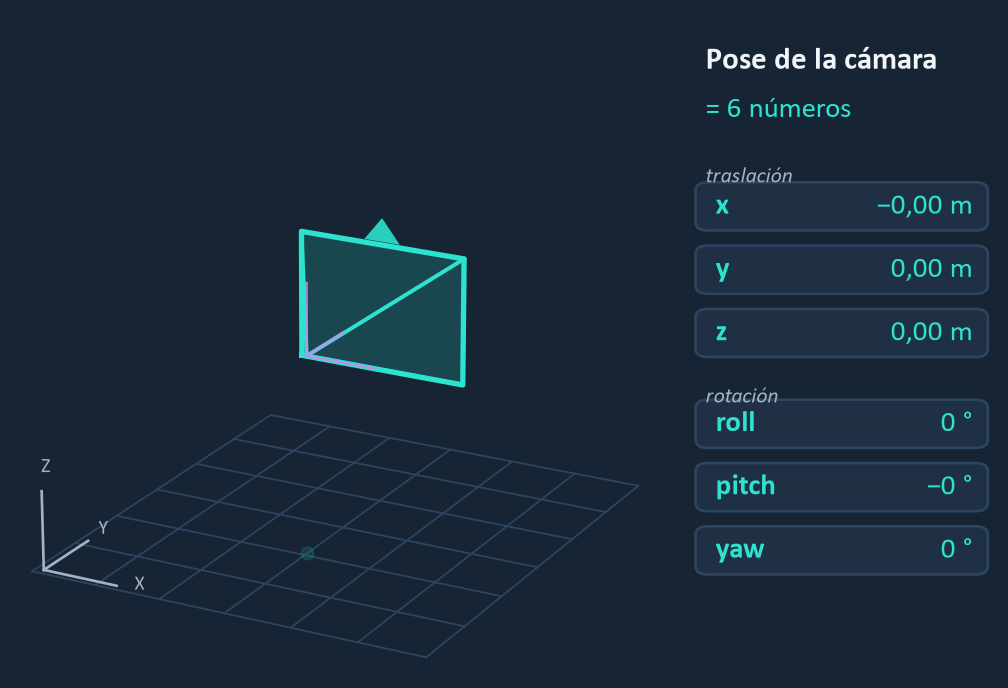 Pose de la cámara
= 6 números
traslación
x −0,00 m
y 0,00 m
z 0,00 m
rotación
roll 0 °
pitch −0 °
yaw 0 °
Z
Y
X